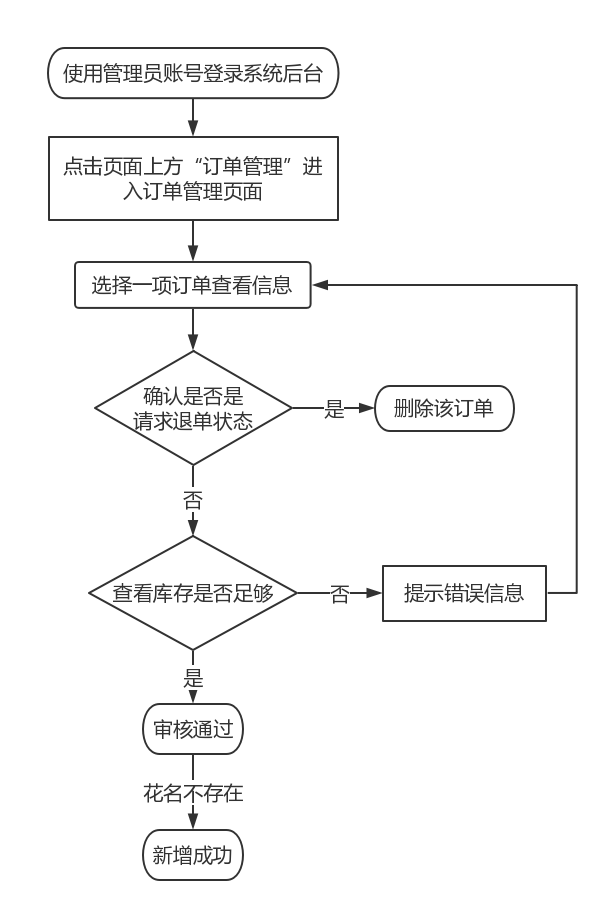 使用管理员账号登录系统后台
点击页面上方“订单管理”进
入订单管理页面
选择一项订单查看信息
确认是否是
请求退单状态
是
删除该订单
否
查看库存是否足够
否
提示错误信息
是
审核通过
花名不存在
新增成功